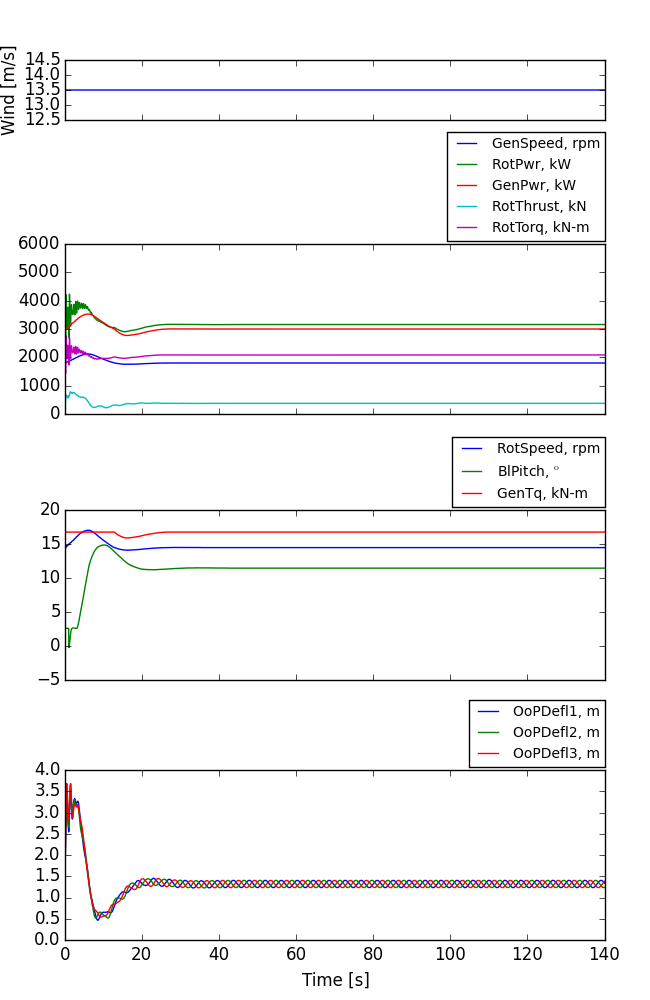 Wind [m/s]
14.5
14.0
13.5
13.0
12.5
GenSpeed, rpm
RotPwr, kW
GenPwr, kW
RotThrust, kN
RotTorq, kN-m
6000
5000
4000
3000
2000
1000
0
RotSpeed, rpm
BlPitch, °
GenTq, kN-m
20
15
10
5
0
−5
OoPDefl1, m
OoPDefl2, m
OoPDefl3, m
4.0
3.5
3.0
2.5
2.0
1.5
1.0
0.5
0.0
0 20 40 60 80 100 120 140
Time [s]